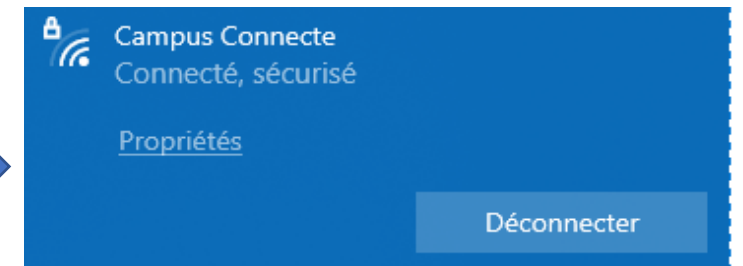 Campus Connecte
Connecté, sécurisé
Propriétés
Déconnecter